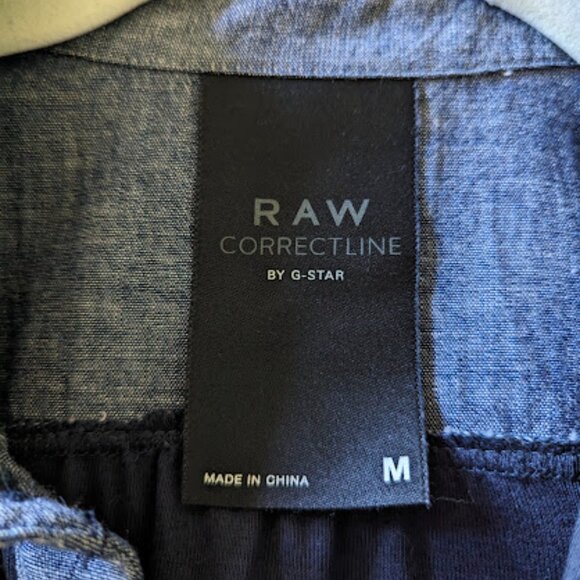 RAW
CORRECTLINE
BY G-STAR
MADE IN CHINA M